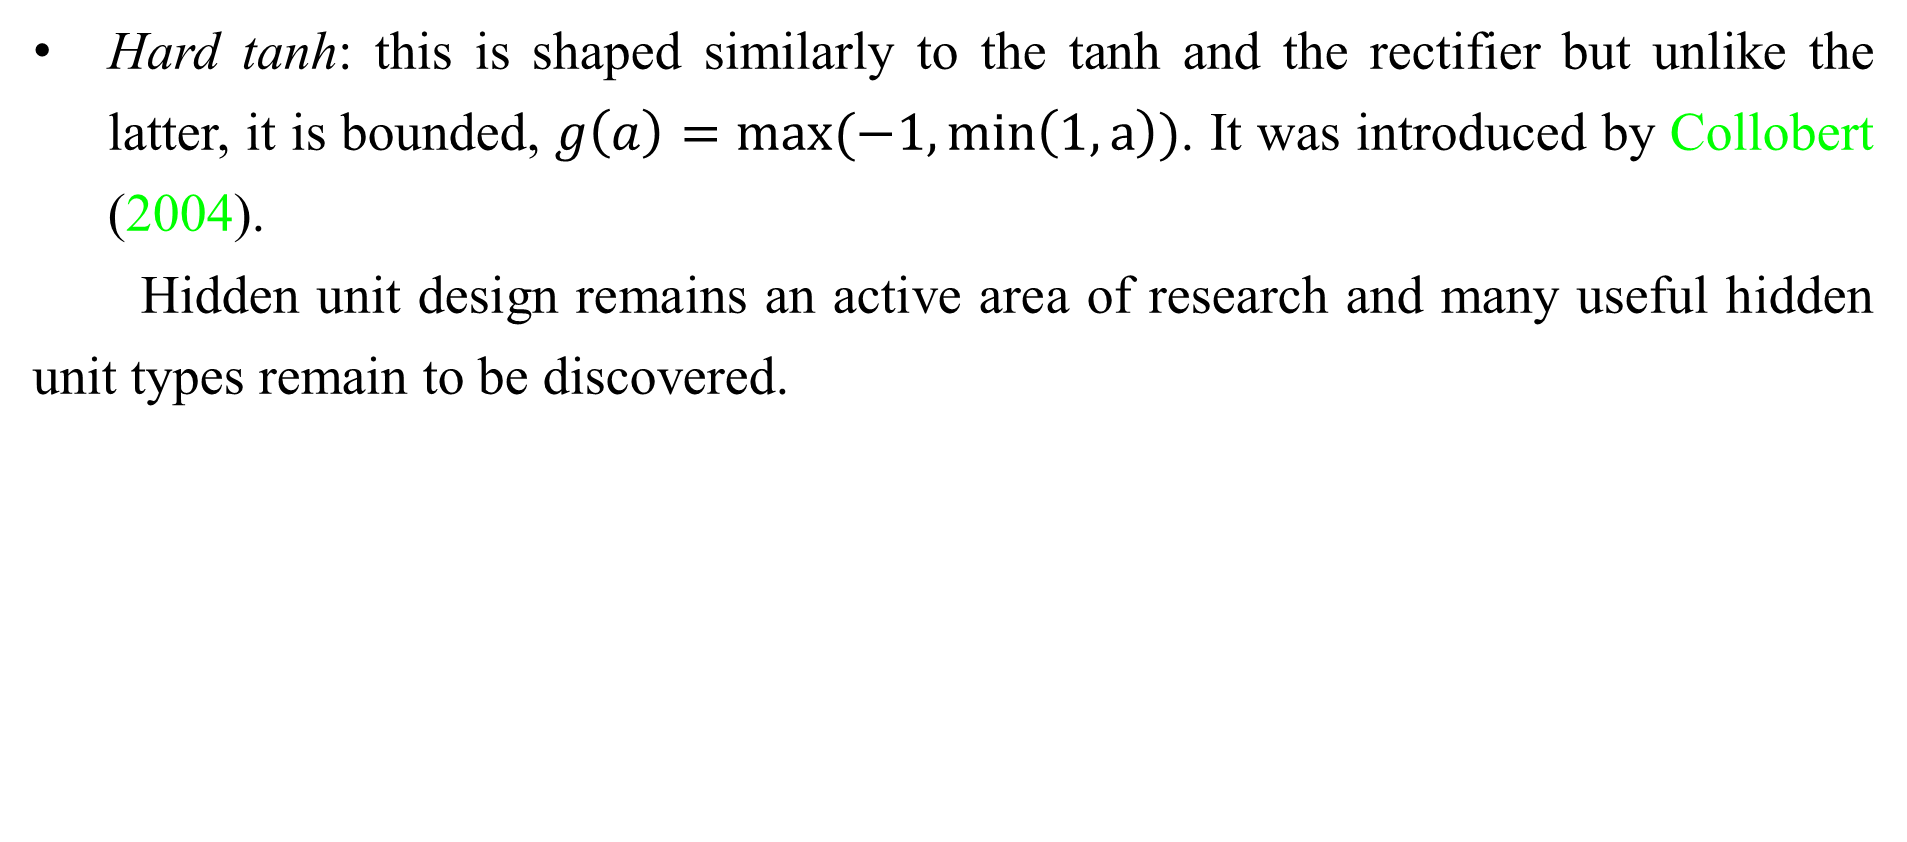 • Hard tanh: this is shaped similarly to the tanh and the rectifier but unlike the
latter, it is bounded, g(a) = max(−1, min(1, a)). It was introduced by Collobert
(2004).
Hidden unit design remains an active area of research and many useful hidden
unit types remain to be discovered.